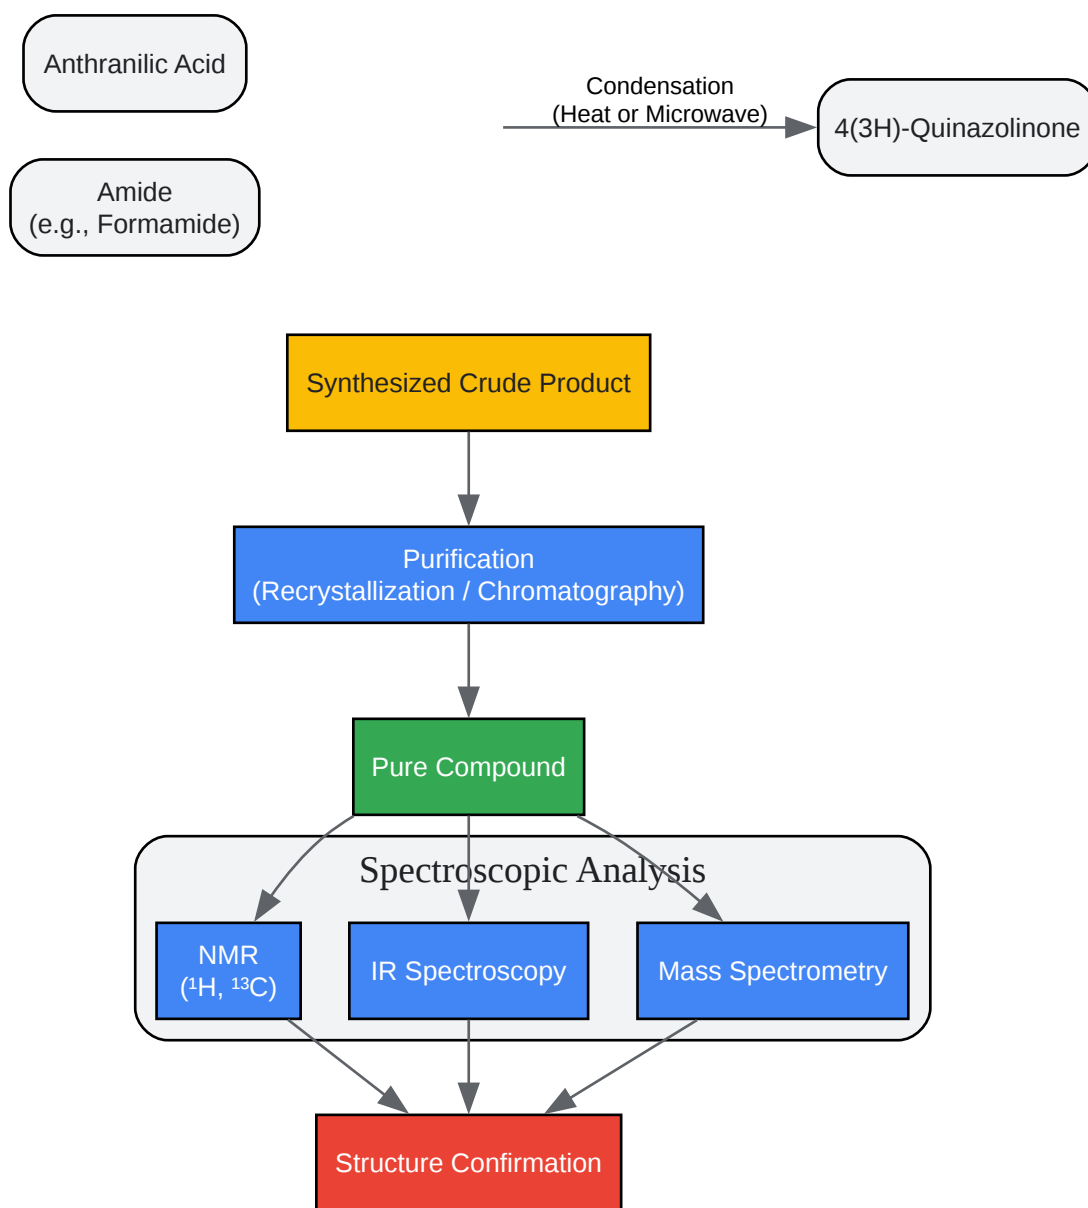 Anthranilic Acid
Condensation
(Heat or Microwave)
4(3H)-Quinazolinone
Amide
(e.g., Formamide)
Synthesized Crude Product
Purification
(Recrystallization / Chromatography)
Pure Compound
Spectroscopic Analysis
NMR
(¹H, ¹³C)
IR Spectroscopy
Mass Spectrometry
Structure Confirmation